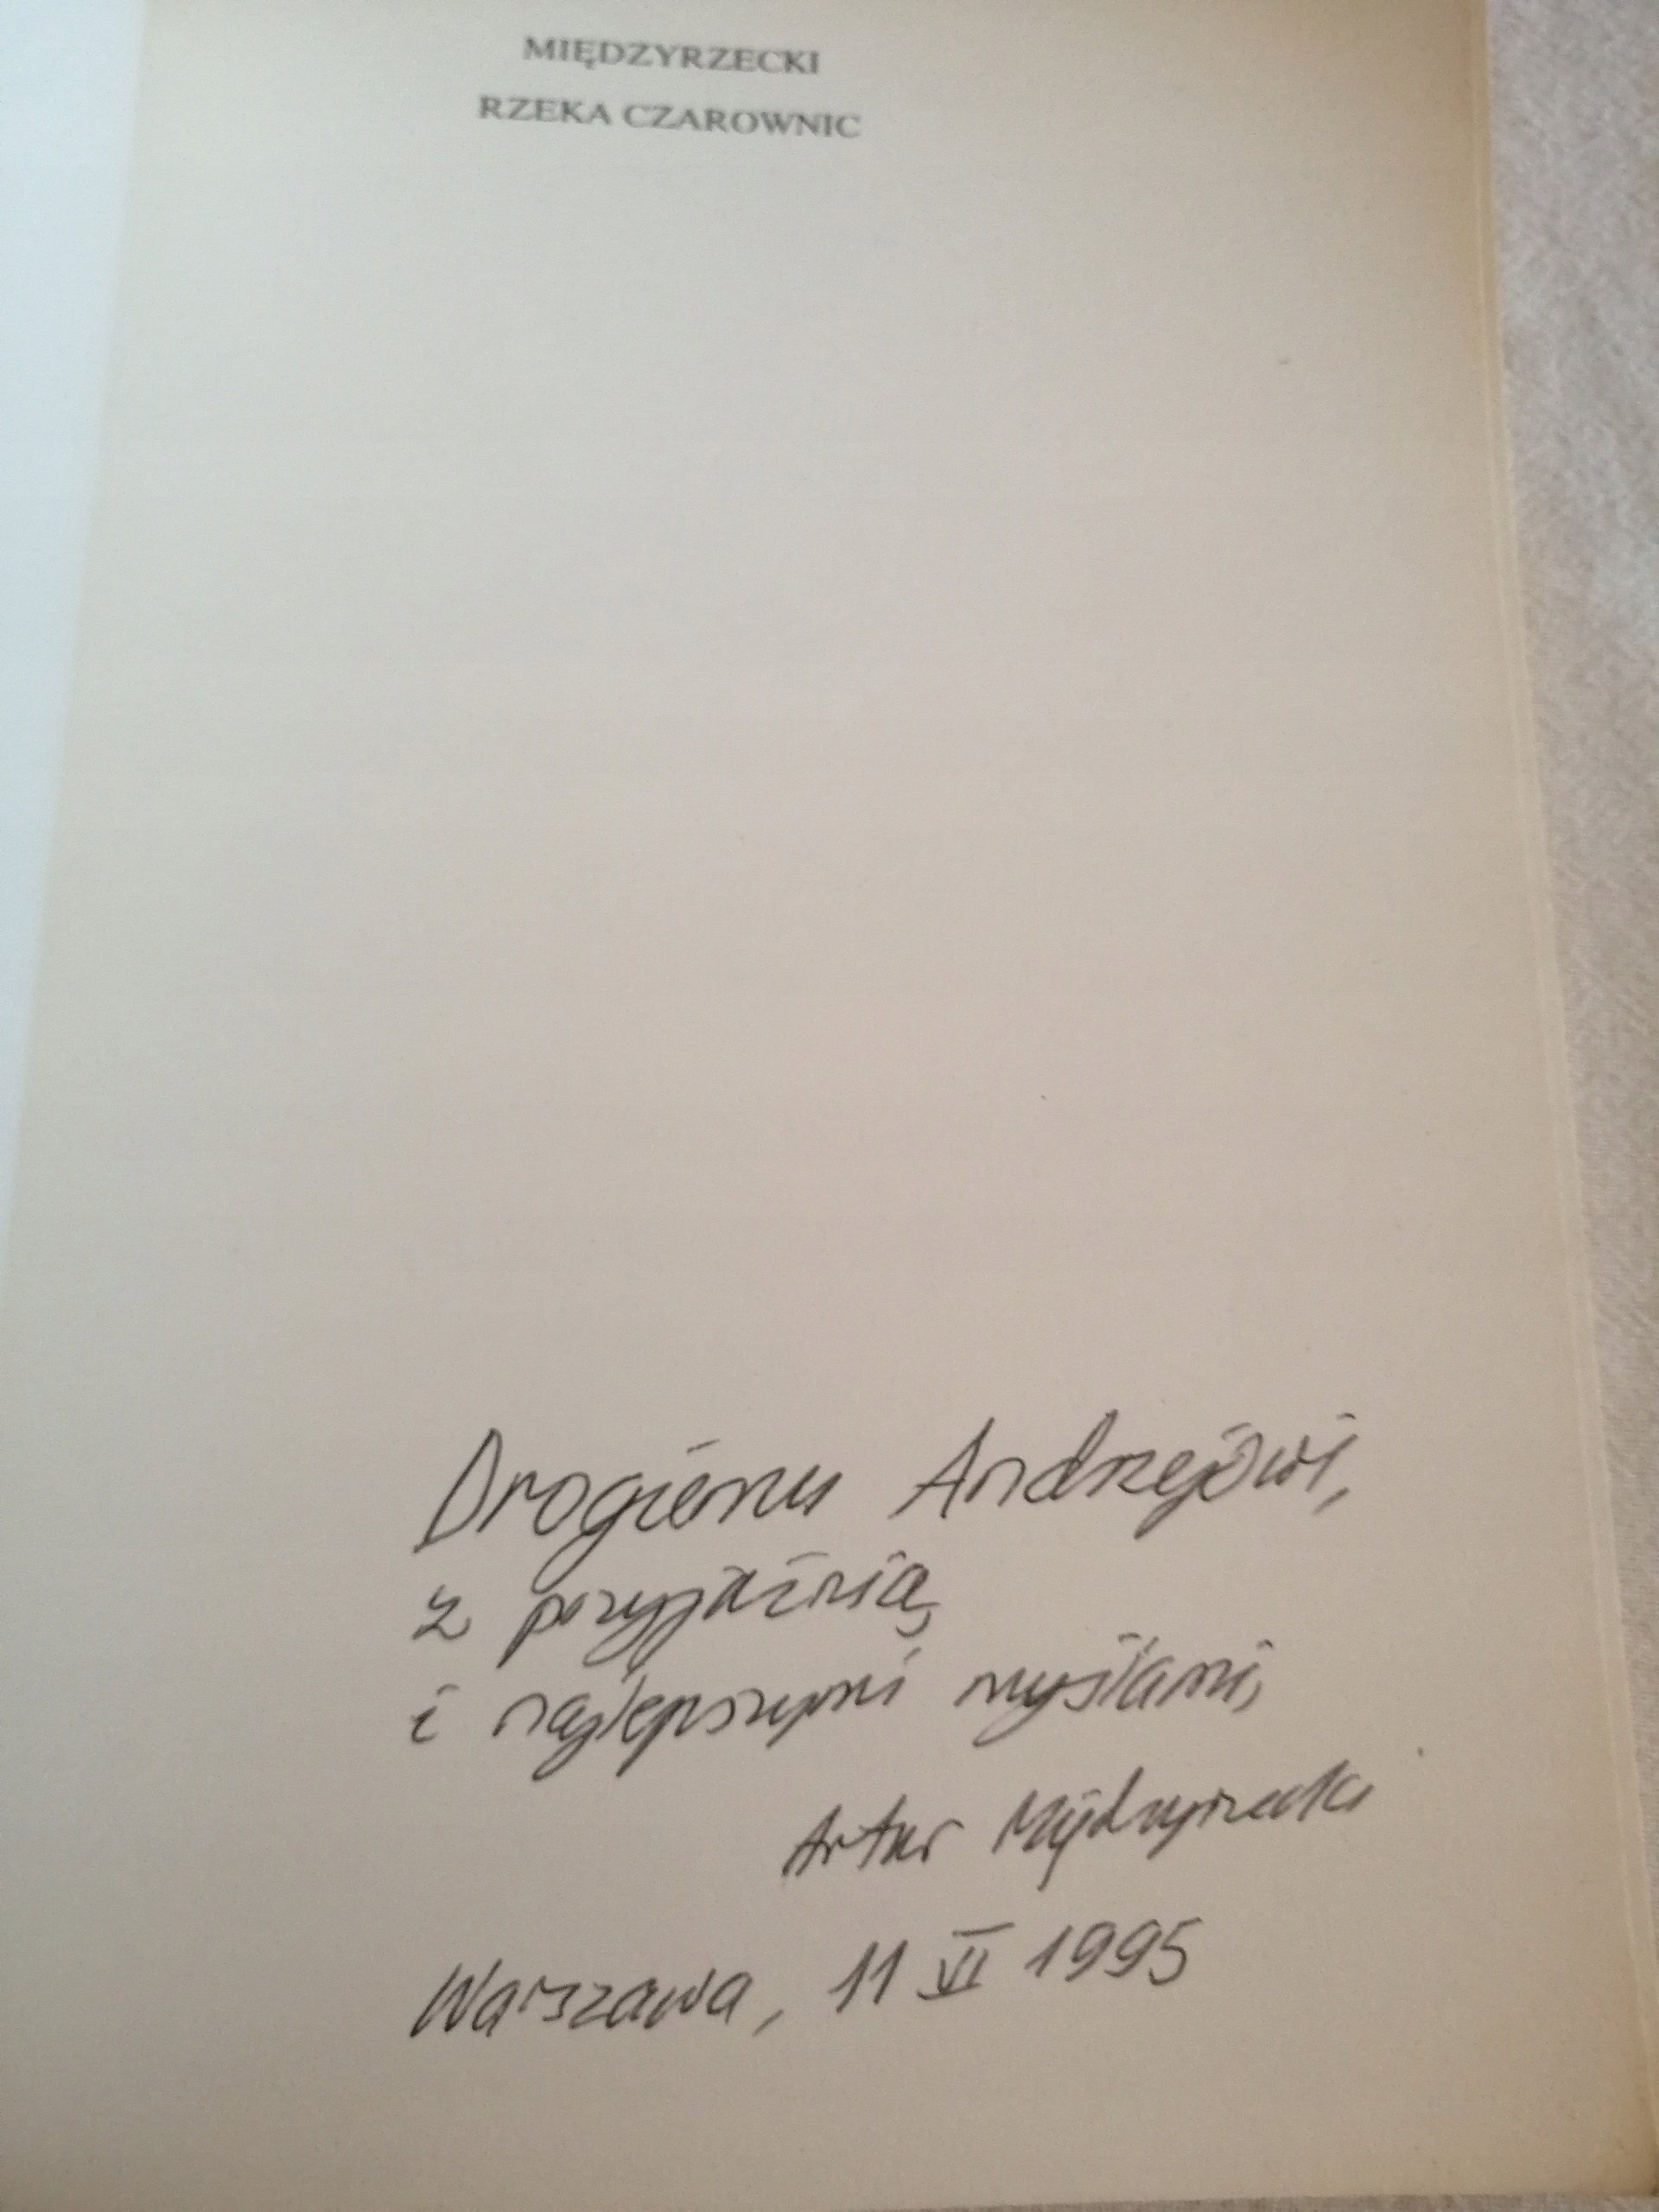 MIĘDZYRZECKI
RZEKA CZAROWNIC
Drogiemu Andrzejowi,
z przyjaźnią
i najlepszymi myślami,
Artur Międzyrzecki
Warszawa, 11 VI 1995